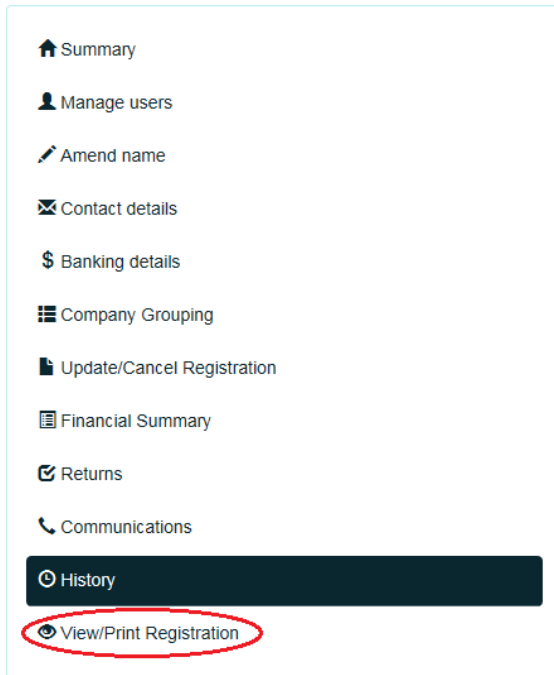 Summary
Manage users
Amend name
Contact details
Banking details
Company Grouping
Update/Cancel Registration
Financial Summary
Returns
Communications
History
View/Print Registration